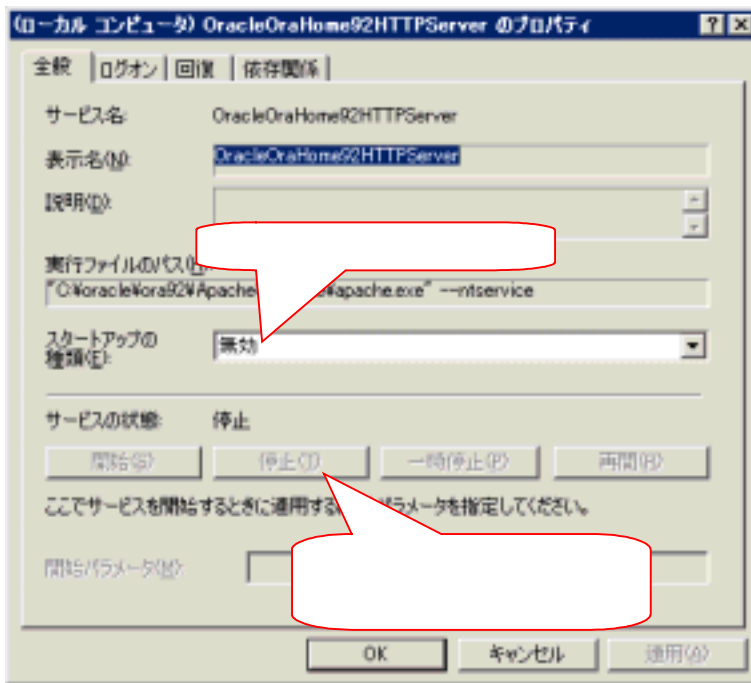 (ローカル コンピュータ) OracleOraHome92HTTPServer のプロパティ
全般 ログオン 回復 依存関係
サービス名: OracleOraHome92HTTPServer
表示名(N): OracleOraHome92HTTPServer
説明(D):
実行ファイルのパス(
"C:¥oracle¥ora92¥Apache ¥apache.exe" --ntservice
スタートアップの
種類(E): 無効
サービスの状態: 停止
開始(S) 停止(T) 一時停止(P) 再開(R)
ここでサービスを開始するときに適用する パラメータを指定してください。
開始パラメータ(M):
OK キャンセル 適用(A)